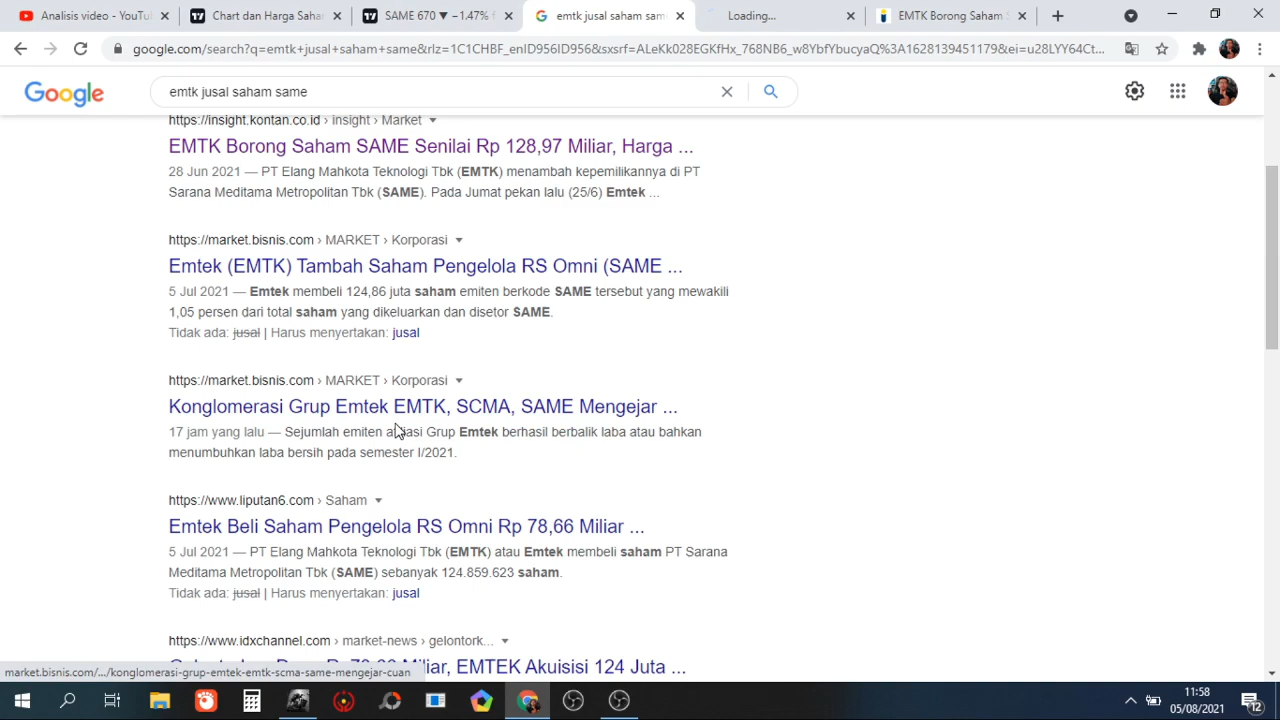 Analisis video - YouTu
Chart dan Harga Saha
SAME 670 ▼ −1.47% f
emtk jusal saham sam
Loading...
EMTK Borong Saham
google.com/search?q=emtk+jusal+saham+same&rlz=1C1CHBF_enID956ID956&sxsrf=ALeKk028EGKfHx_768NB6_w8YbfYbucyaQ%3A1628139451179&ei=u28LYY64Ct...
Google
emtk jusal saham same
https://insight.kontan.co.id › insight › Market
EMTK Borong Saham SAME Senilai Rp 128,97 Miliar, Harga ...
28 Jun 2021 — PT Elang Mahkota Teknologi Tbk (EMTK) menambah kepemilikannya di PT
Sarana Meditama Metropolitan Tbk (SAME). Pada Jumat pekan lalu (25/6) Emtek ...
https://market.bisnis.com › MARKET › Korporasi
Emtek (EMTK) Tambah Saham Pengelola RS Omni (SAME ...
5 Jul 2021 — Emtek membeli 124,86 juta saham emiten berkode SAME tersebut yang mewakili
1,05 persen dari total saham yang dikeluarkan dan disetor SAME.
Tidak ada: jusal | Harus menyertakan: jusal
https://market.bisnis.com › MARKET › Korporasi
Konglomerasi Grup Emtek EMTK, SCMA, SAME Mengejar ...
17 jam yang lalu — Sejumlah emiten afiliasi Grup Emtek berhasil berbalik laba atau bahkan
menumbuhkan laba bersih pada semester I/2021.
https://www.liputan6.com › Saham
Emtek Beli Saham Pengelola RS Omni Rp 78,66 Miliar ...
5 Jul 2021 — PT Elang Mahkota Teknologi Tbk (EMTK) atau Emtek membeli saham PT Sarana
Meditama Metropolitan Tbk (SAME) sebanyak 124.859.623 saham.
Tidak ada: jusal | Harus menyertakan: jusal
https://www.idxchannel.com › market-news › gelontork...
Miliar, EMTEK Akuisisi 124 Juta ...
market.bisnis.com/.../konglomerasi-grup-emtek-emtk-scma-same-mengejar-cuan
11:58
05/08/2021
12